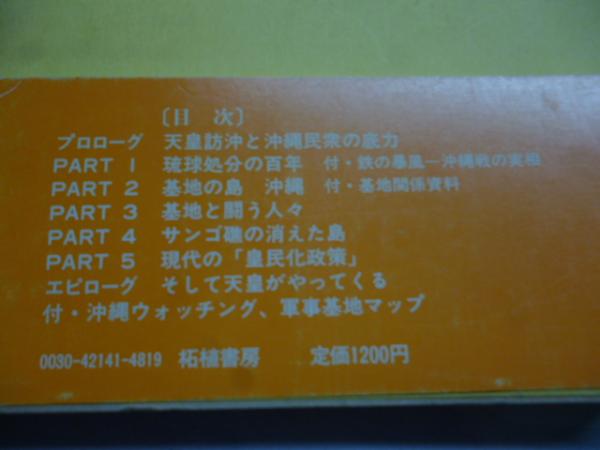 〔目 次〕
プロローグ 天皇訪沖と沖縄民衆の底力
PART 1 琉球処分の百年 付・鉄の暴風―沖縄戦の実相
PART 2 基地の島 沖縄 付・基地関係資料
PART 3 基地と闘う人々
PART 4 サンゴ礁の消えた島
PART 5 現代の「皇民化政策」
エピローグ そして天皇がやってくる
付・沖縄ウォッチング、軍事基地マップ
0030-42141-4819 柘植書房 定価1200円